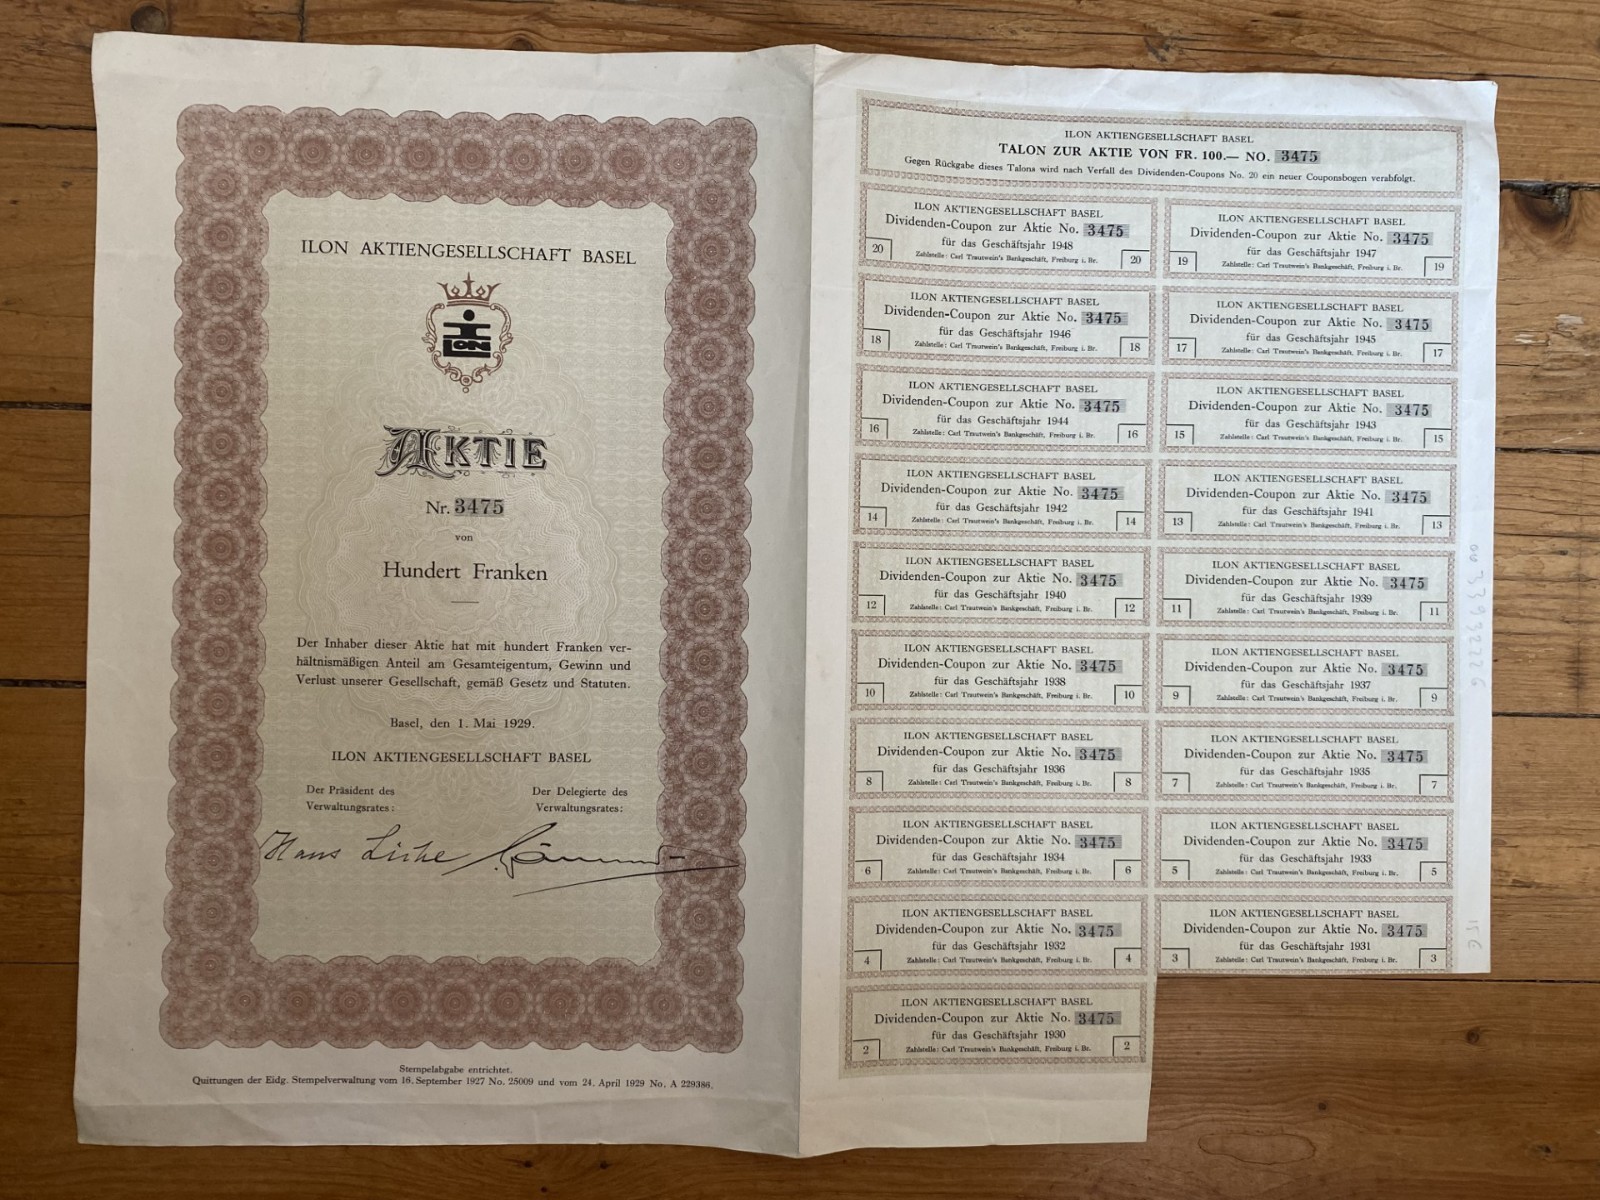 ILON AKTIENGESELLSCHAFT BASEL
ILON
AKTIE
Nr. 3475
von
Hundert Franken
Der Inhaber dieser Aktie hat mit hundert Franken ver-
hältnismäßigen Anteil am Gesamteigentum, Gewinn und
Verlust unserer Gesellschaft, gemäß Gesetz und Statuten.
Basel, den 1. Mai 1929.
ILON AKTIENGESELLSCHAFT BASEL
Der Präsident des
Verwaltungsrates:
Der Delegierte des
Verwaltungsrates:
Hans
Stempelabgabe entrichtet.
Quittungen der Eidg. Stempelverwaltung vom 16. September 1927 No. 25009 und vom 24. April 1929 No. A 229386.
ILON AKTIENGESELLSCHAFT BASEL
TALON ZUR AKTIE VON FR. 100.— NO. 3475
Gegen Rückgabe dieses Talons wird nach Verfall des Dividenden-Coupons No. 20 ein neuer Couponsbogen verabfolgt.
ILON AKTIENGESELLSCHAFT BASEL
Dividenden-Coupon zur Aktie No. 3475
für das Geschäftsjahr 1948
20 Zahlstelle: Carl Trautwein's Bankgeschäft, Freiburg i. Br. 20
ILON AKTIENGESELLSCHAFT BASEL
Dividenden-Coupon zur Aktie No. 3475
für das Geschäftsjahr 1947
19 Zahlstelle: Carl Trautwein's Bankgeschäft, Freiburg i. Br. 19
ILON AKTIENGESELLSCHAFT BASEL
Dividenden-Coupon zur Aktie No. 3475
für das Geschäftsjahr 1946
18 Zahlstelle: Carl Trautwein's Bankgeschäft, Freiburg i. Br. 18
ILON AKTIENGESELLSCHAFT BASEL
Dividenden-Coupon zur Aktie No. 3475
für das Geschäftsjahr 1945
17 Zahlstelle: Carl Trautwein's Bankgeschäft, Freiburg i. Br. 17
ILON AKTIENGESELLSCHAFT BASEL
Dividenden-Coupon zur Aktie No. 3475
für das Geschäftsjahr 1944
16 Zahlstelle: Carl Trautwein's Bankgeschäft, Freiburg i. Br. 16
ILON AKTIENGESELLSCHAFT BASEL
Dividenden-Coupon zur Aktie No. 3475
für das Geschäftsjahr 1943
15 Zahlstelle: Carl Trautwein's Bankgeschäft, Freiburg i. Br. 15
ILON AKTIENGESELLSCHAFT BASEL
Dividenden-Coupon zur Aktie No. 3475
für das Geschäftsjahr 1942
14 Zahlstelle: Carl Trautwein's Bankgeschäft, Freiburg i. Br. 14
ILON AKTIENGESELLSCHAFT BASEL
Dividenden-Coupon zur Aktie No. 3475
für das Geschäftsjahr 1941
13 Zahlstelle: Carl Trautwein's Bankgeschäft, Freiburg i. Br. 13
ILON AKTIENGESELLSCHAFT BASEL
Dividenden-Coupon zur Aktie No. 3475
für das Geschäftsjahr 1940
12 Zahlstelle: Carl Trautwein's Bankgeschäft, Freiburg i. Br. 12
ILON AKTIENGESELLSCHAFT BASEL
Dividenden-Coupon zur Aktie No. 3475
für das Geschäftsjahr 1939
11 Zahlstelle: Carl Trautwein's Bankgeschäft, Freiburg i. Br. 11
ILON AKTIENGESELLSCHAFT BASEL
Dividenden-Coupon zur Aktie No. 3475
für das Geschäftsjahr 1938
10 Zahlstelle: Carl Trautwein's Bankgeschäft, Freiburg i. Br. 10
ILON AKTIENGESELLSCHAFT BASEL
Dividenden-Coupon zur Aktie No. 3475
für das Geschäftsjahr 1937
9 Zahlstelle: Carl Trautwein's Bankgeschäft, Freiburg i. Br. 9
ILON AKTIENGESELLSCHAFT BASEL
Dividenden-Coupon zur Aktie No. 3475
für das Geschäftsjahr 1936
8 Zahlstelle: Carl Trautwein's Bankgeschäft, Freiburg i. Br. 8
ILON AKTIENGESELLSCHAFT BASEL
Dividenden-Coupon zur Aktie No. 3475
für das Geschäftsjahr 1935
7 Zahlstelle: Carl Trautwein's Bankgeschäft, Freiburg i. Br. 7
ILON AKTIENGESELLSCHAFT BASEL
Dividenden-Coupon zur Aktie No. 3475
für das Geschäftsjahr 1934
6 Zahlstelle: Carl Trautwein's Bankgeschäft, Freiburg i. Br. 6
ILON AKTIENGESELLSCHAFT BASEL
Dividenden-Coupon zur Aktie No. 3475
für das Geschäftsjahr 1933
5 Zahlstelle: Carl Trautwein's Bankgeschäft, Freiburg i. Br. 5
ILON AKTIENGESELLSCHAFT BASEL
Dividenden-Coupon zur Aktie No. 3475
für das Geschäftsjahr 1932
4 Zahlstelle: Carl Trautwein's Bankgeschäft, Freiburg i. Br. 4
ILON AKTIENGESELLSCHAFT BASEL
Dividenden-Coupon zur Aktie No. 3475
für das Geschäftsjahr 1931
3 Zahlstelle: Carl Trautwein's Bankgeschäft, Freiburg i. Br. 3
ILON AKTIENGESELLSCHAFT BASEL
Dividenden-Coupon zur Aktie No. 3475
für das Geschäftsjahr 1930
2 Zahlstelle: Carl Trautwein's Bankgeschäft, Freiburg i. Br. 2